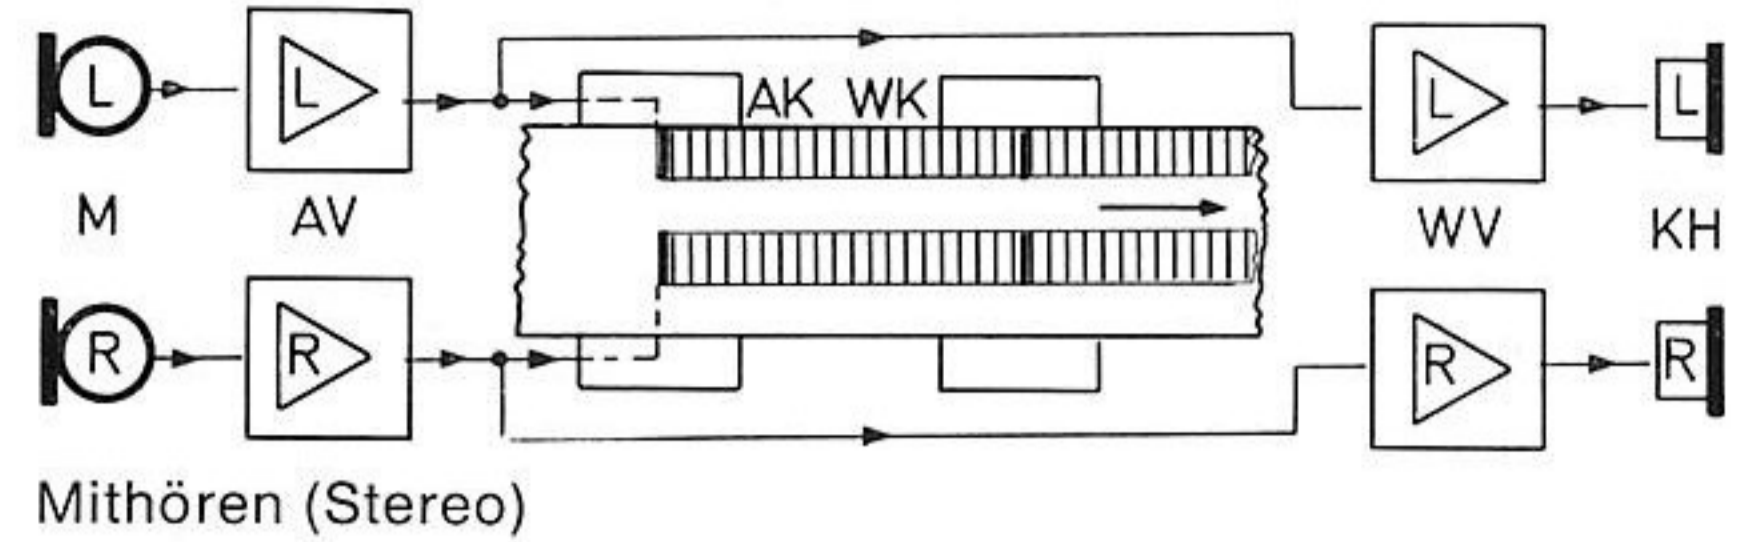 L L AK WK L L
M AV WV KH
R R R R
Mithören (Stereo)